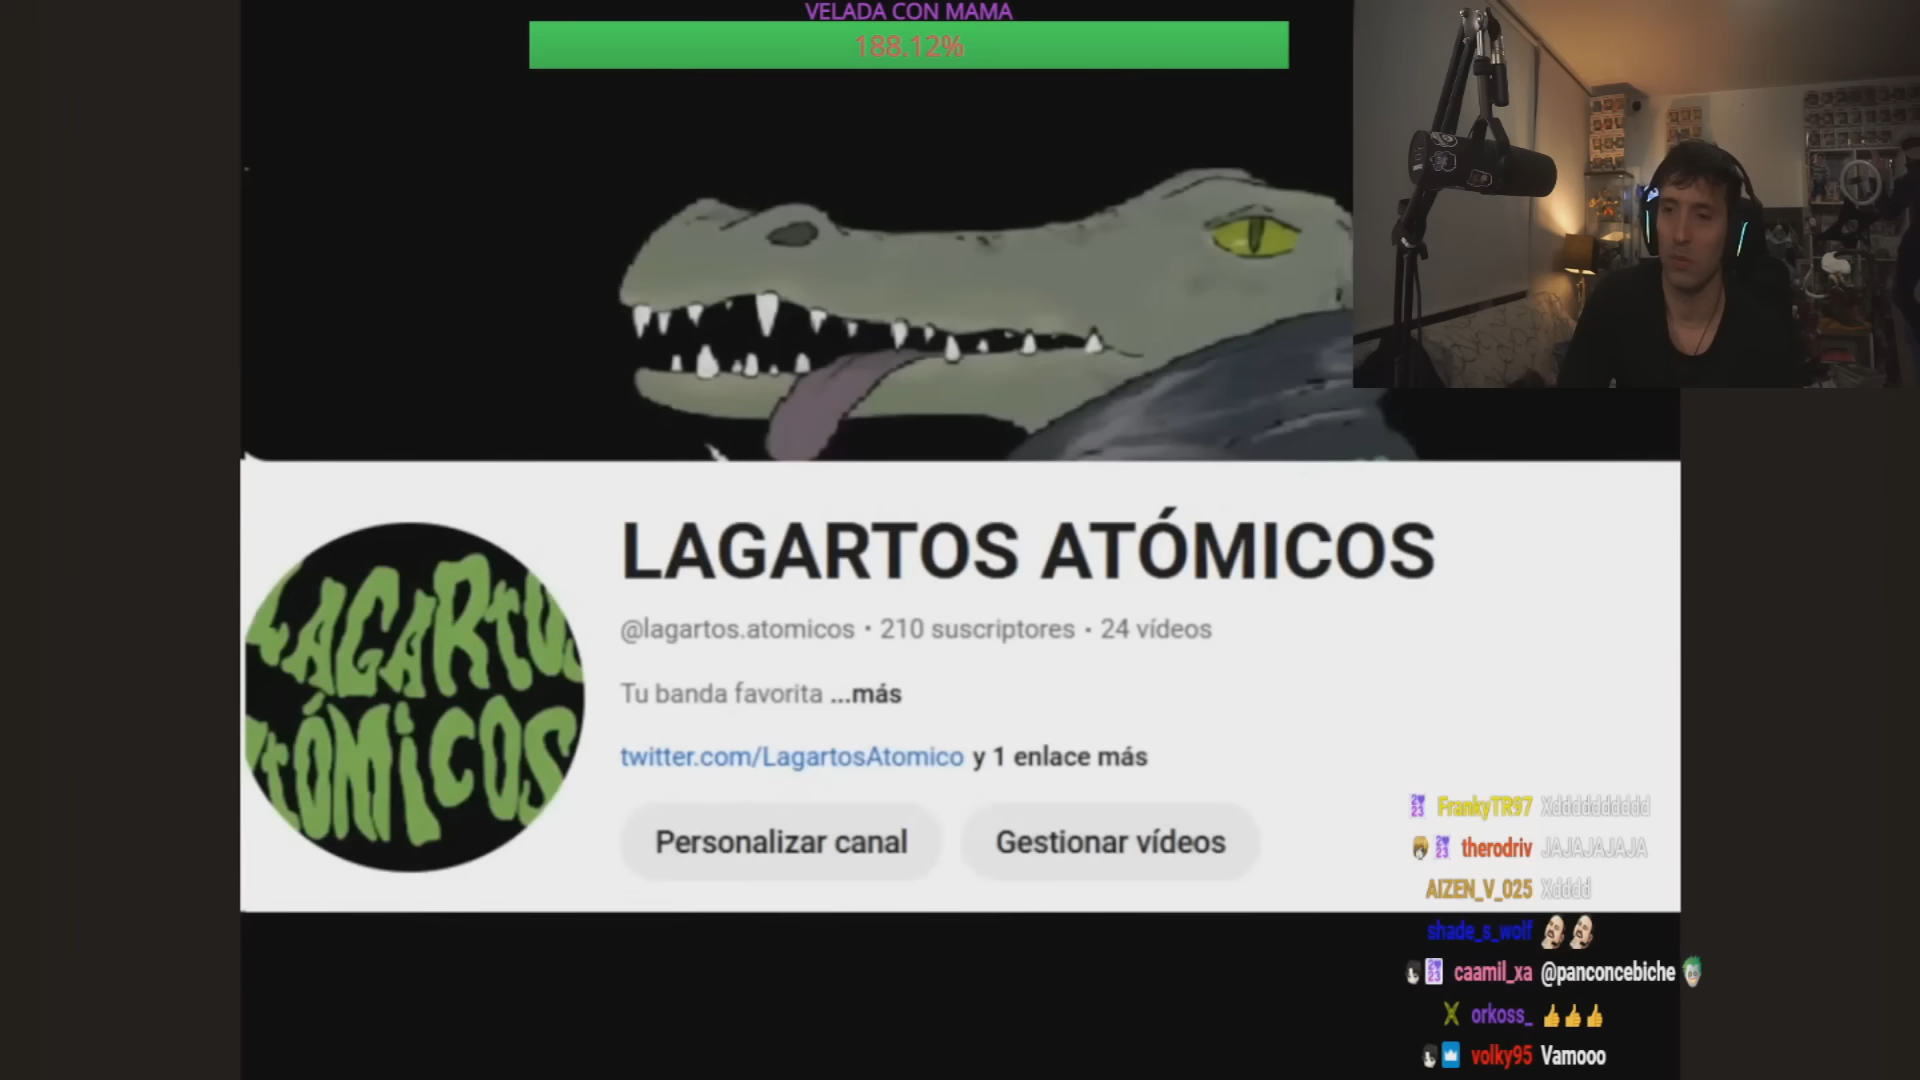 VELADA CON MAMA
188.12%
LAGARTOS ATÓMICOS
@lagartos.atomicos • 210 suscriptores • 24 vídeos
Tu banda favorita ...más
twitter.com/LagartosAtomico y 1 enlace más
Personalizar canal
Gestionar vídeos
LAGARTOS
ATÓMICOS
FrankyTR97 Xdddddddddd
therodriv JAJAJAJAJA
AIZEN_V_025 Xdddd
shade_s_wolf
caamil_xa @panconcebiche
orkoss_
volky95 Vamooo